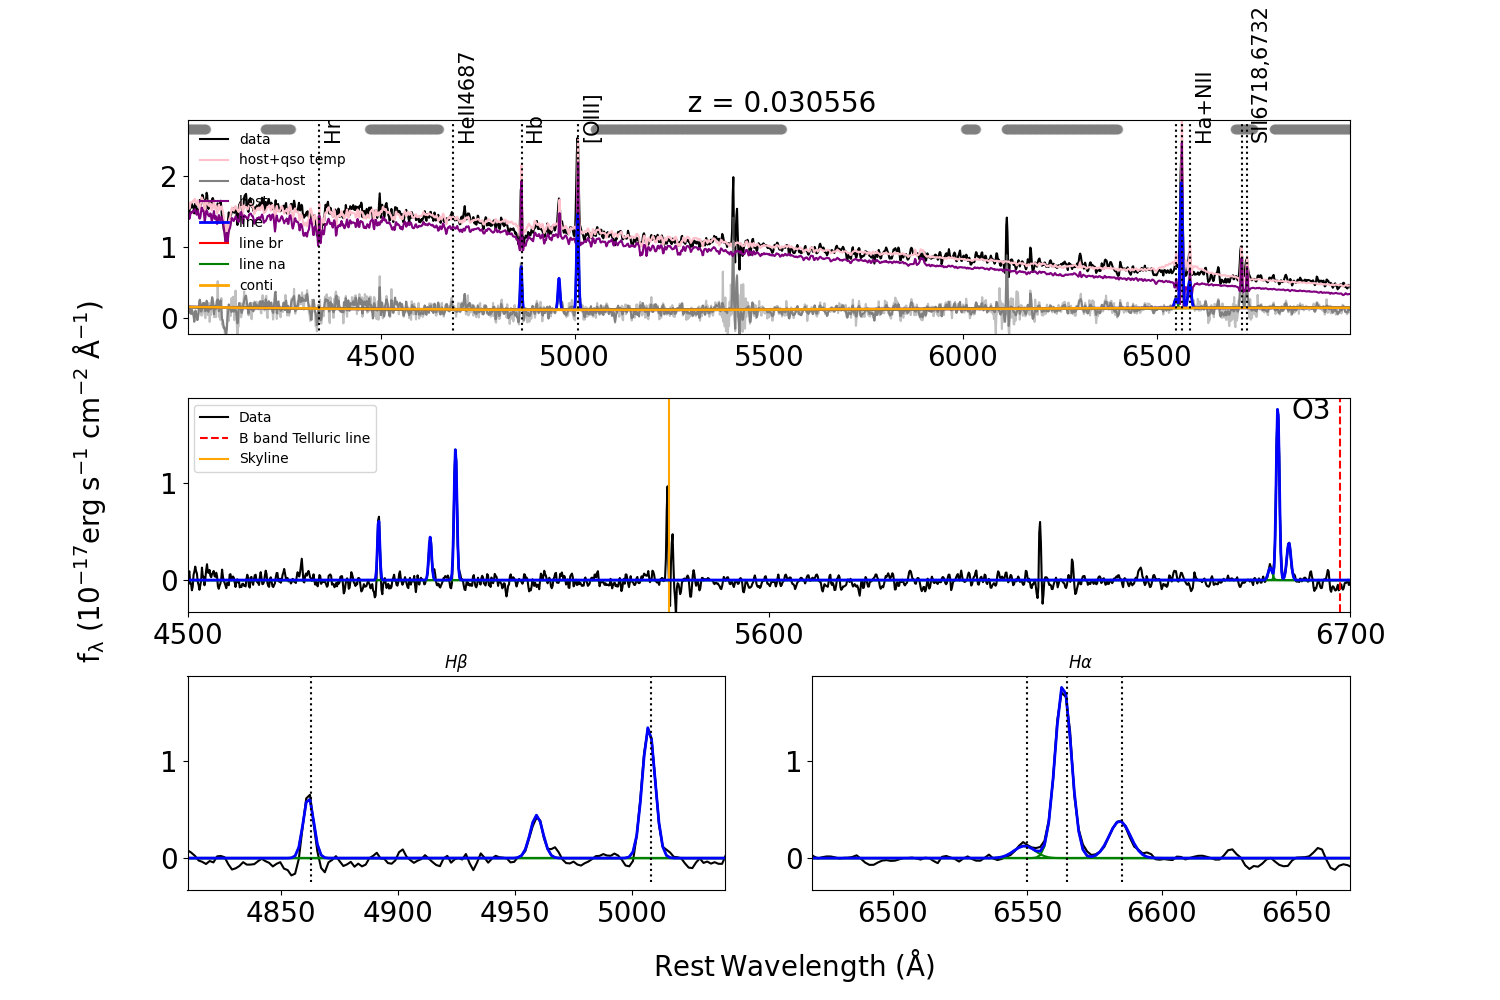 z = 0.030556
Hr
HeII4687
Hb
[OIII]
Ha+NII
SII6718,6732
data
host+qso temp
data-host
host
line
line br
line na
conti
2
1
0
4500 5000 5500 6000 6500
O3
Data
B band Telluric line
Skyline
1
0
4500 5600 6700
fλ (10−17erg s−1 cm−2 Å−1)
Hβ
1
0
4850 4900 4950 5000
Hα
1
0
6500 6550 6600 6650
Rest Wavelength (Å)